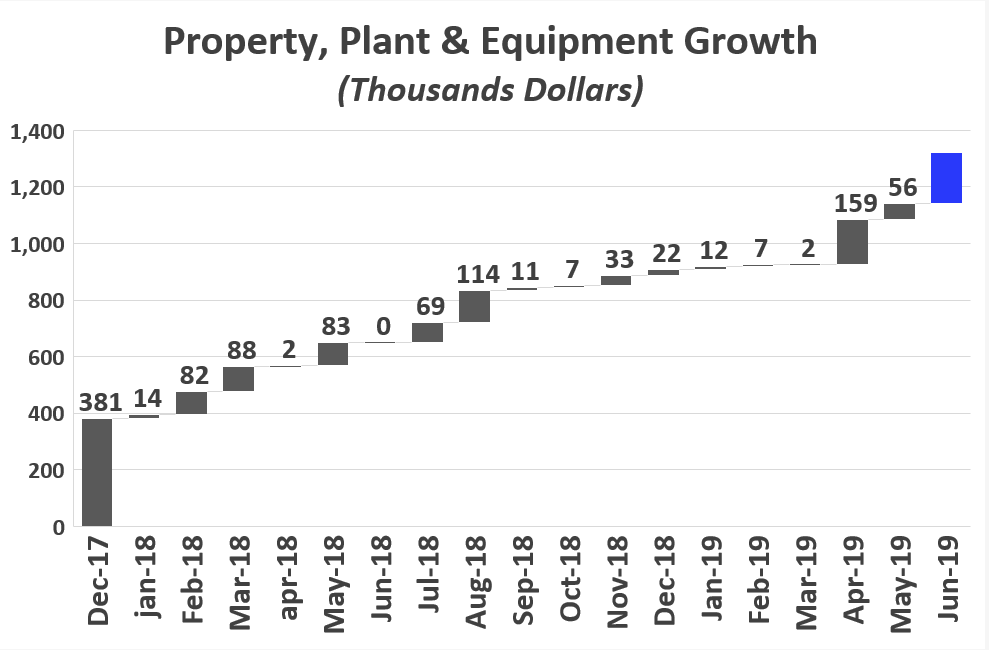 Property, Plant & Equipment Growth
(Thousands Dollars)
1,400
1,200
1,000
800
600
400
200
0
381
14
82
88
2
83
0
69
114
11
7
33
22
12
7
2
159
56
Dec-17
jan-18
Feb-18
Mar-18
apr-18
May-18
Jun-18
Jul-18
Aug-18
Sep-18
Oct-18
Nov-18
Dec-18
Jan-19
Feb-19
Mar-19
Apr-19
May-19
Jun-19